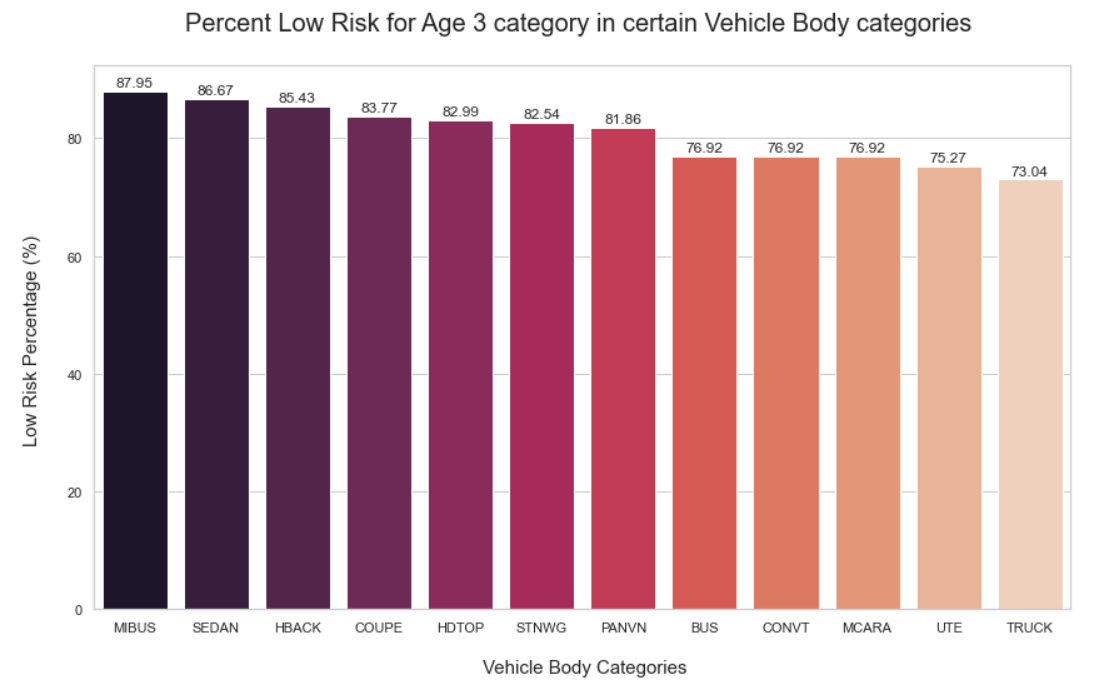 Percent Low Risk for Age 3 category in certain Vehicle Body categories
87.95 86.67 85.43 83.77 82.99 82.54 81.86 76.92 76.92 76.92 75.27 73.04
Low Risk Percentage (%)
80
60
40
20
0
MIBUS SEDAN HBACK COUPE HDTOP STNWG PANVN BUS CONVT MCARA UTE TRUCK
Vehicle Body Categories